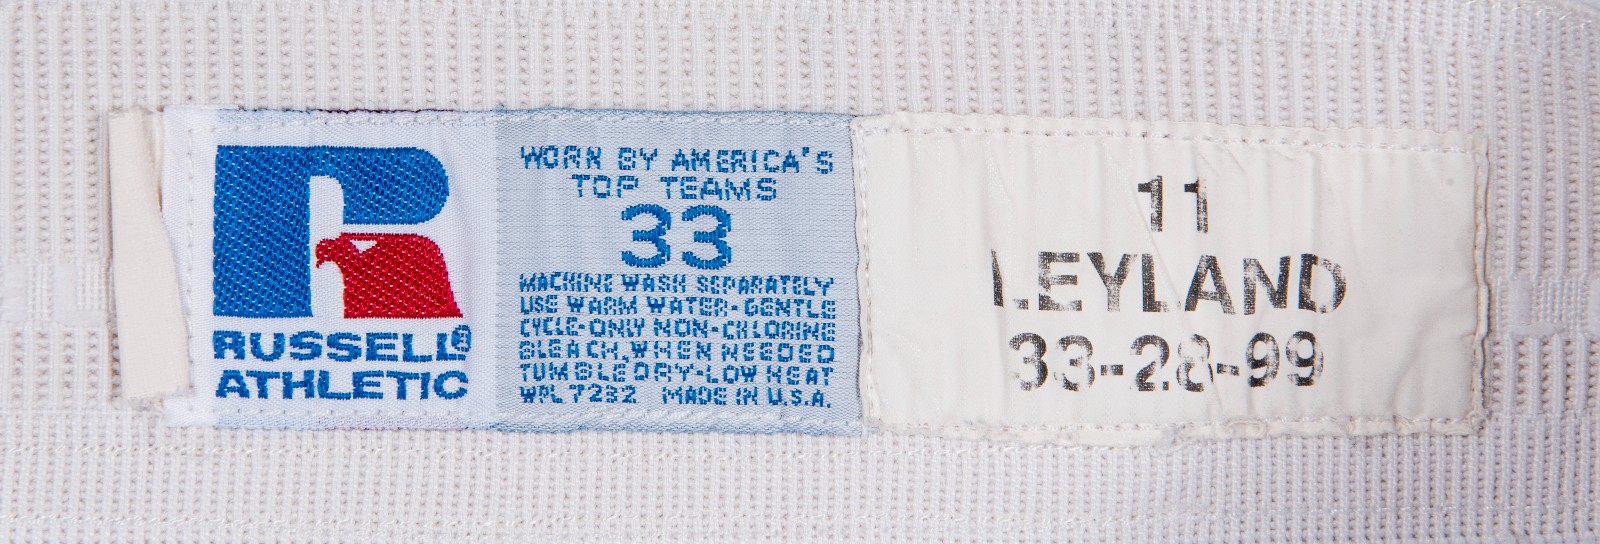 RUSSELL®
ATHLETIC
WORN BY AMERICA'S
TOP TEAMS
33
MACHINE WASH SEPARATELY
USE WARM WATER-GENTLE
CYCLE-ONLY NON-CHLORINE
BLEACH, WHEN NEEDED
TUMBLE DRY-LOW HEAT
WPL 7232 MADE IN U.S.A.
11
LEYLAND
33-28-99